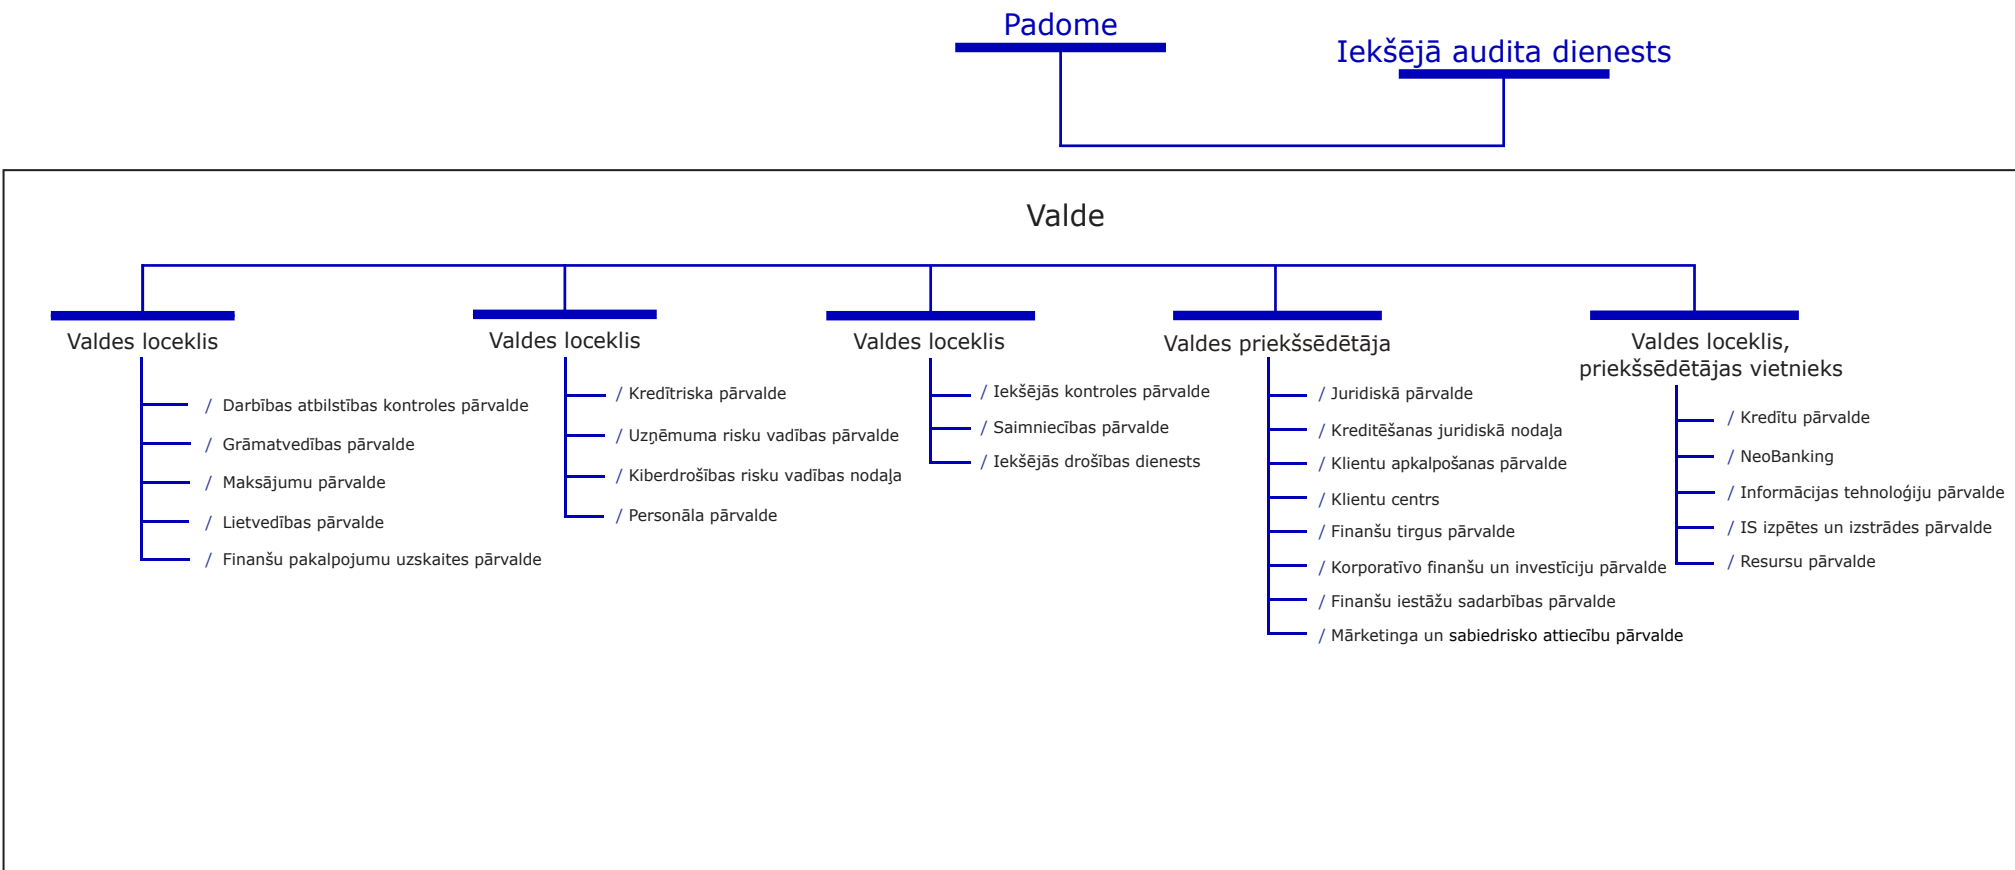 Padome
Iekšējā audita dienests
Valde
Valdes loceklis
/ Darbības atbilstības kontroles pārvalde
/ Grāmatvedības pārvalde
/ Maksājumu pārvalde
/ Lietvedības pārvalde
/ Finanšu pakalpojumu uzskaites pārvalde
Valdes loceklis
/ Kredītriska pārvalde
/ Uzņēmuma risku vadības pārvalde
/ Kiberdrošības risku vadības nodaļa
/ Personāla pārvalde
Valdes loceklis
/ Iekšējās kontroles pārvalde
/ Saimniecības pārvalde
/ Iekšējās drošības dienests
Valdes priekšsēdētāja
/ Juridiskā pārvalde
/ Kreditēšanas juridiskā nodaļa
/ Klientu apkalpošanas pārvalde
/ Klientu centrs
/ Finanšu tirgus pārvalde
/ Korporatīvo finanšu un investīciju pārvalde
/ Finanšu iestāžu sadarbības pārvalde
/ Mārketinga un sabiedrisko attiecību pārvalde
Valdes loceklis,
priekšsēdētājas vietnieks
/ Kredītu pārvalde
/ NeoBanking
/ Informācijas tehnoloģiju pārvalde
/ IS izpētes un izstrādes pārvalde
/ Resursu pārvalde